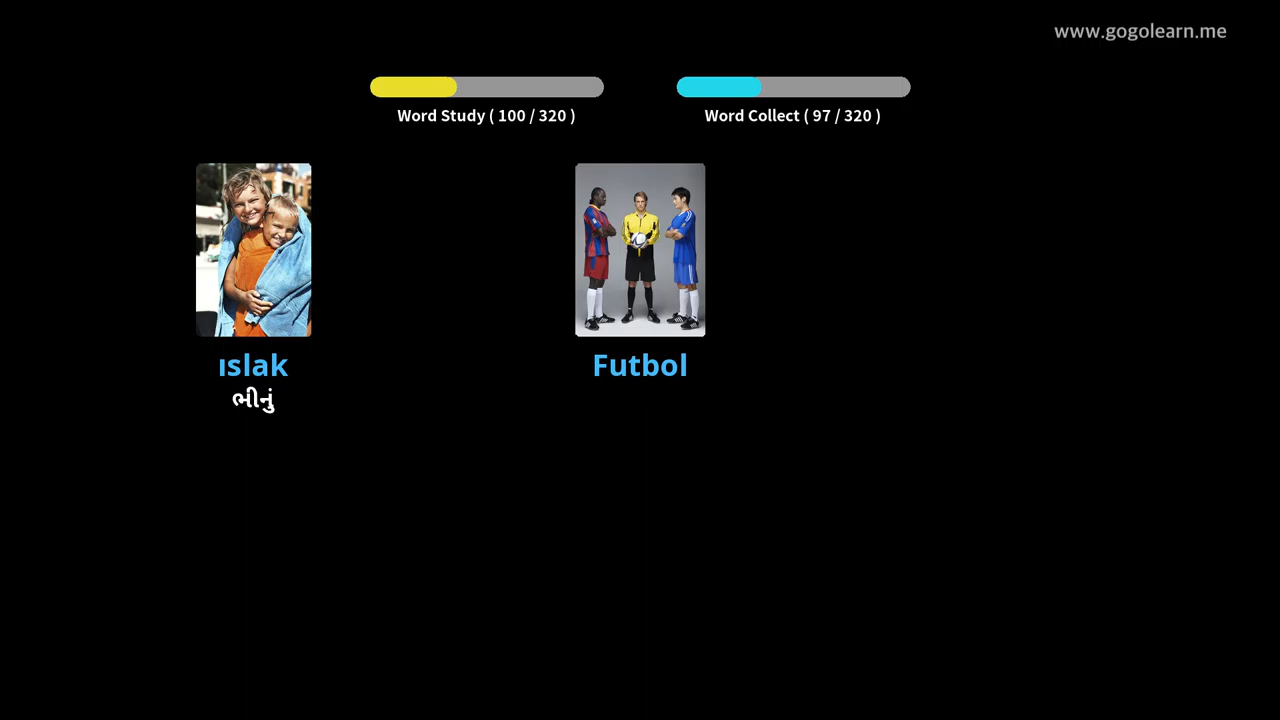 www.gogolearn.me
Word Study ( 100 / 320 )
Word Collect ( 97 / 320 )
ıslak
ભીનું
Futbol